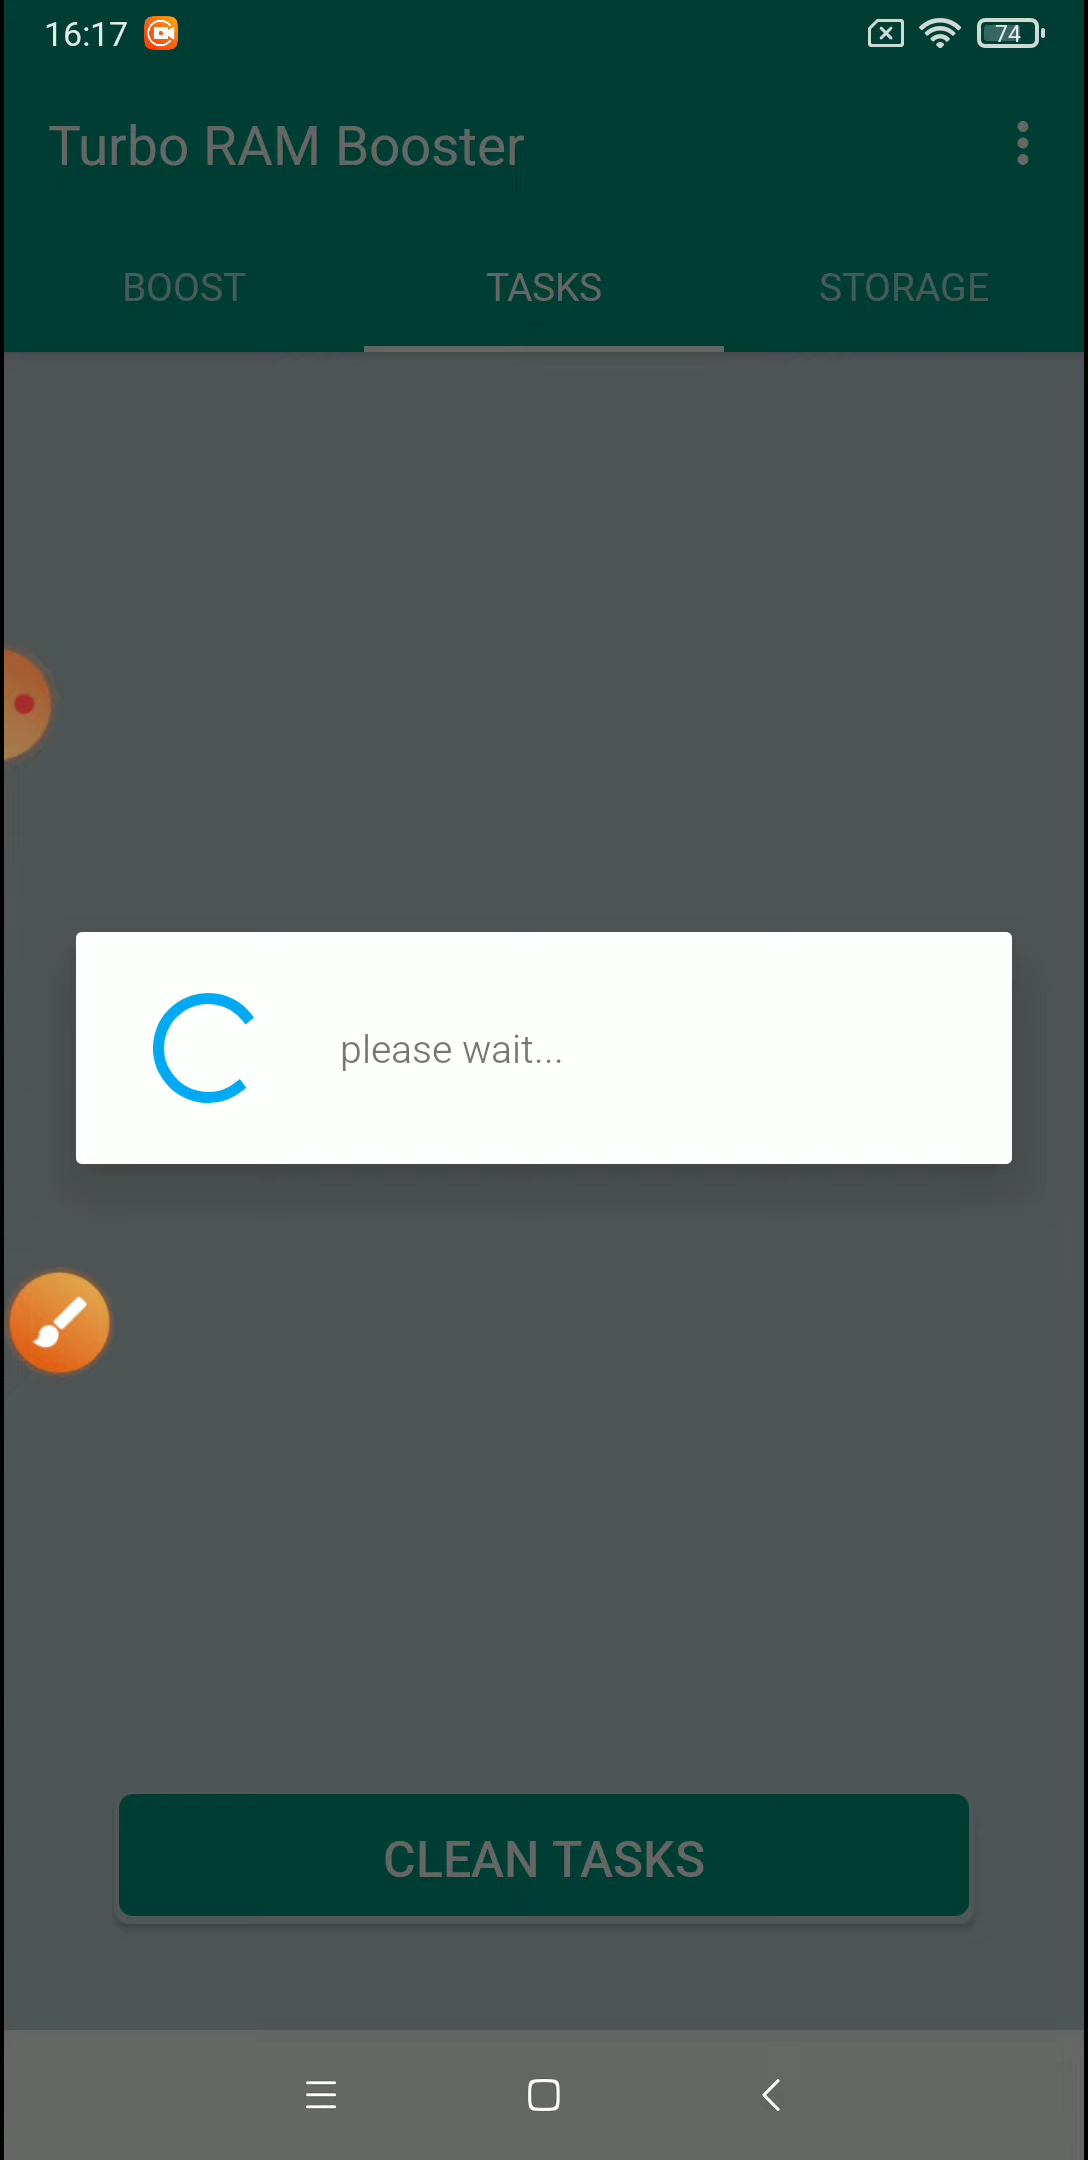 16:17
74
Turbo RAM Booster
BOOST TASKS STORAGE
please wait...
CLEAN TASKS